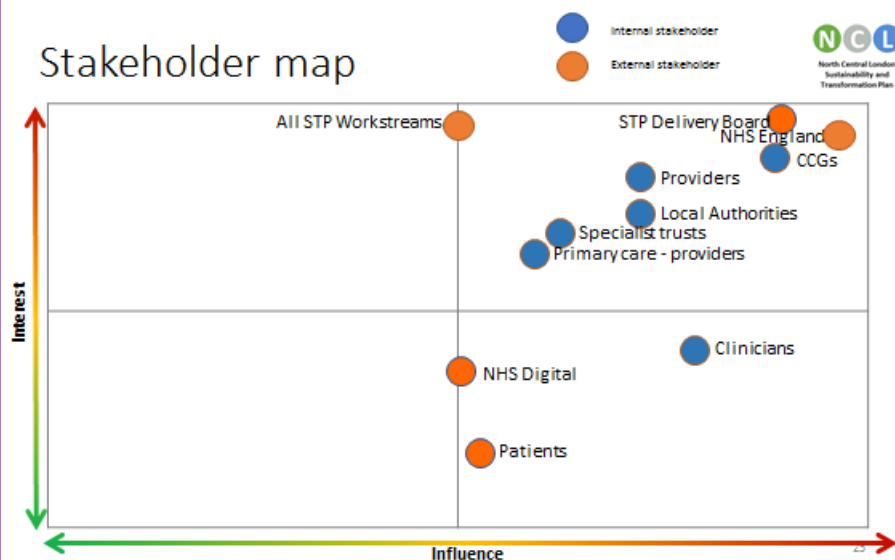 Stakeholder map
Internal stakeholder
External stakeholder
N C L
North Central London
Sustainability and
Transformation Plan
All STP Workstreams
STP Delivery Board
NHS England
CCGs
Providers
Local Authorities
Specialist trusts
Primary care - providers
Interest
Clinicians
NHS Digital
Patients
Influence